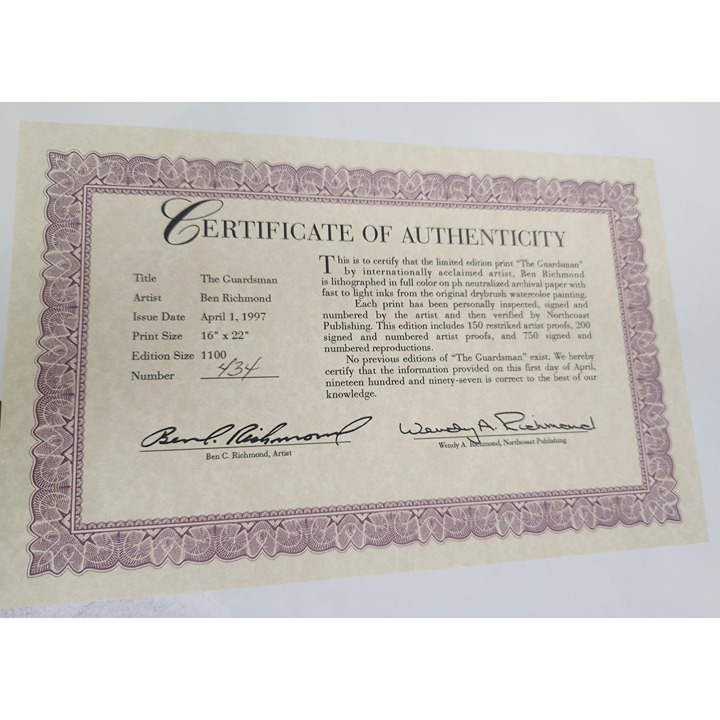 CERTIFICATE OF AUTHENTICITY
Title The Guardsman
Artist Ben Richmond
Issue Date April 1, 1997
Print Size 16" x 22"
Edition Size 1100
Number 434
This is to certify that the limited edition print "The Guardsman"
by internationally acclaimed artist, Ben Richmond
is lithographed in full color on ph neutralized archival paper with
fast to light inks from the original drybrush watercolor painting.
Each print has been personally inspected, signed and
numbered by the artist and then verified by Northcoast
Publishing. This edition includes 150 restriked artist proofs, 200
signed and numbered artist proofs, and 750 signed and
numbered reproductions.
No previous editions of "The Guardsman" exist. We hereby
certify that the information provided on this first day of April,
nineteen hundred and ninety-seven is correct to the best of our
knowledge.
Ben C. Richmond
Ben C. Richmond, Artist
Wendy A. Richmond
Wendy A. Richmond, Northcoast Publishing